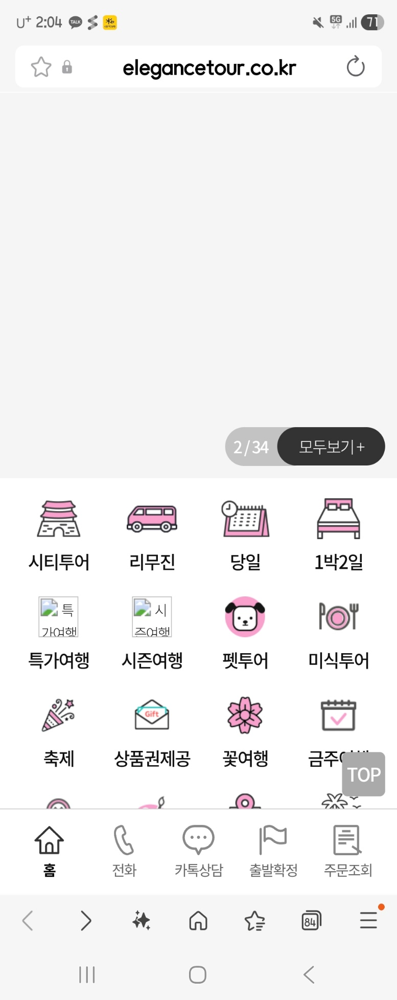 U+ 2:04 TALK 5G 71
elegancetour.co.kr
2 / 34 모두보기 +
시티투어 리무진 당일 1박2일
특 시
가여행 즌여행
특가여행 시즌여행 펫투어 미식투어
Gift
축제 상품권제공 꽃여행 금주
TOP
홈 전화 카톡상담 출발확정 주문조회
84